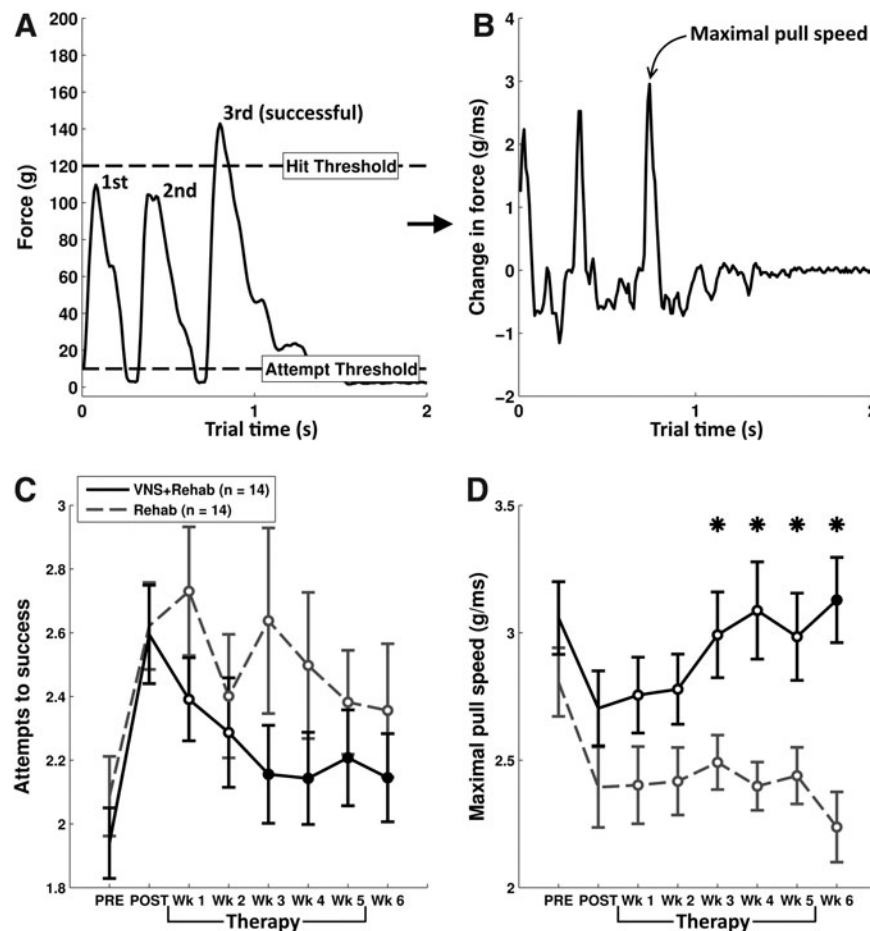 A
200
180
160
140
120
100
80
60
40
20
0
Force (g)
1st
2nd
3rd (successful)
Hit Threshold
Attempt Threshold
0
1
2
Trial time (s)
B
Maximal pull speed
4
3
2
1
0
−1
−2
Change in force (g/ms)
0
1
2
Trial time (s)
C
VNS+Rehab (n = 14)
Rehab (n = 14)
3
2.8
2.6
2.4
2.2
2
1.8
Attempts to success
PRE POST Wk 1 Wk 2 Wk 3 Wk 4 Wk 5 Wk 6
Therapy
D
3.5
3
2.5
2
Maximal pull speed (g/ms)
* * * *
PRE POST Wk 1 Wk 2 Wk 3 Wk 4 Wk 5 Wk 6
Therapy